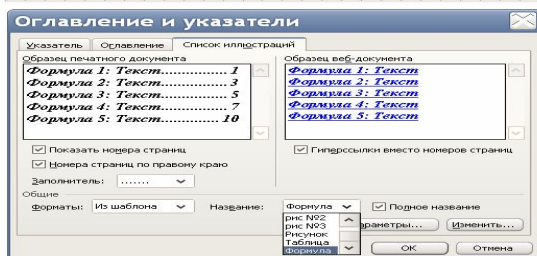 Оглавление и указатели
Указатель Оглавление Список иллюстраций
Образец печатного документа
Формула 1: Текст............... 1
Формула 2: Текст............... 3
Формула 3: Текст............... 5
Формула 4: Текст............... 7
Формула 5: Текст.............. 10
Образец веб-документа
Формула 1: Текст
Формула 2: Текст
Формула 3: Текст
Формула 4: Текст
Формула 5: Текст
Показать номера страниц
Номера страниц по правому краю
Гиперссылки вместо номеров страниц
Заполнитель: .......
Общие
Форматы: Из шаблона Название: Формула Полное название
рис №2
рис №3
Рисунок
Таблица
Формула
араметры... Изменить...
ОК Отмена